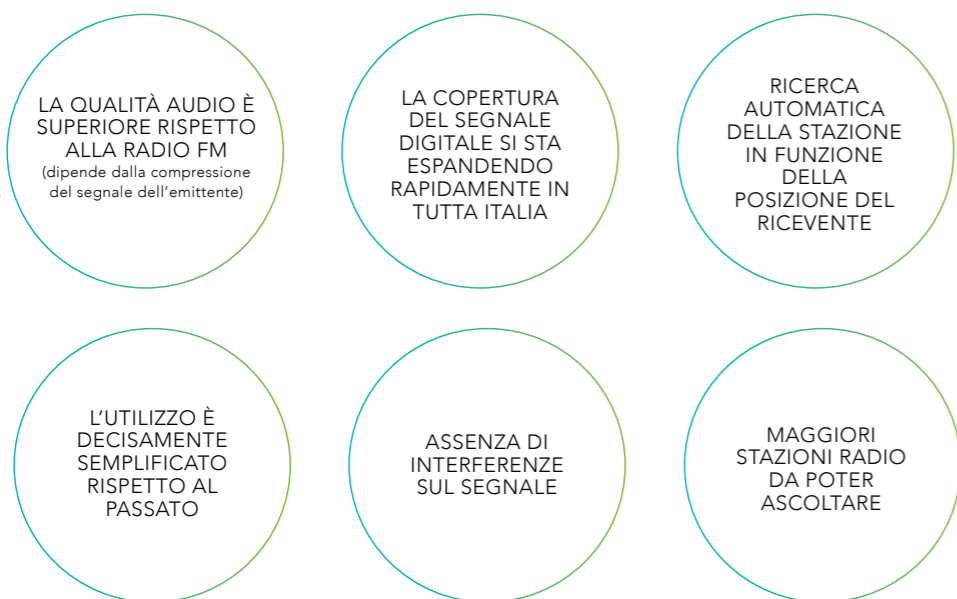 LA QUALITÀ AUDIO È
SUPERIORE RISPETTO
ALLA RADIO FM
(dipende dalla compressione
del segnale dell’emittente)
LA COPERTURA
DEL SEGNALE
DIGITALE SI STA
ESPANDENDO
RAPIDAMENTE IN
TUTTA ITALIA
RICERCA
AUTOMATICA
DELLA STAZIONE
IN FUNZIONE
DELLA
POSIZIONE DEL
RICEVENTE
L’UTILIZZO È
DECISAMENTE
SEMPLIFICATO
RISPETTO AL
PASSATO
ASSENZA DI
INTERFERENZE
SUL SEGNALE
MAGGIORI
STAZIONI RADIO
DA POTER
ASCOLTARE